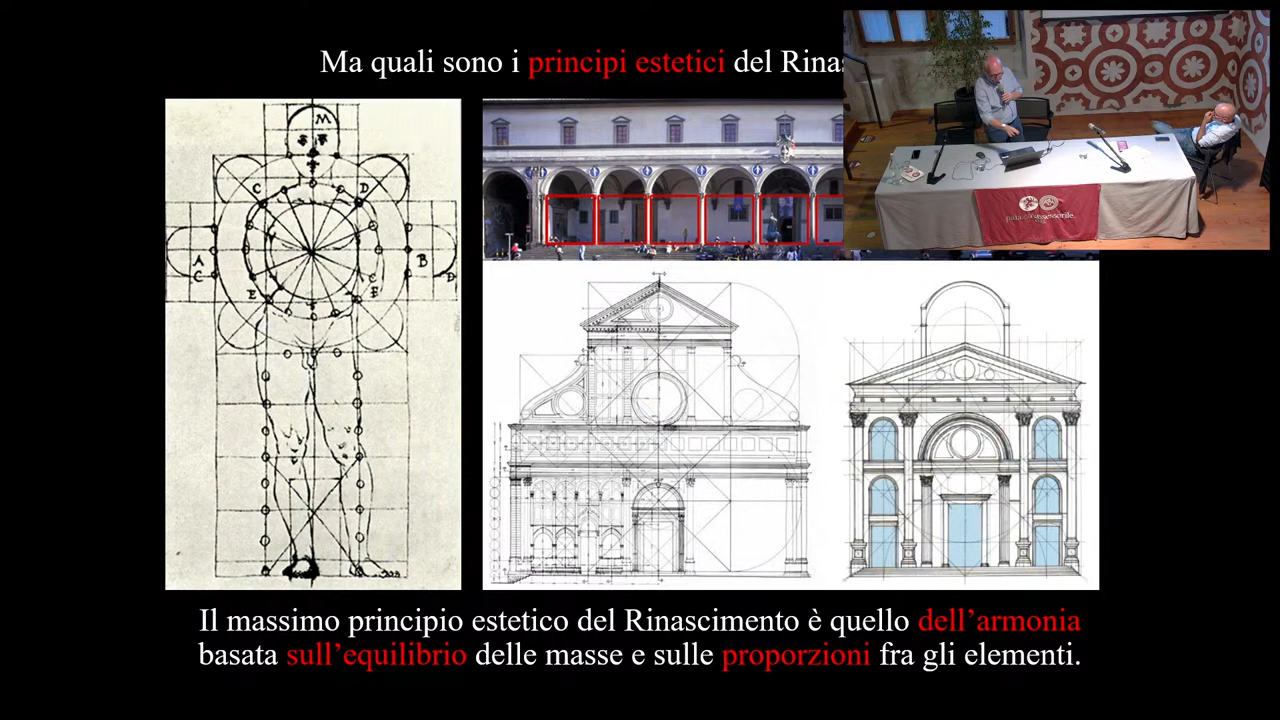 Ma quali sono i principi estetici del Rinas
M
C D
A B
C D
C
E F
Il massimo principio estetico del Rinascimento è quello dell’armonia
basata sull’equilibrio delle masse e sulle proporzioni fra gli elementi.